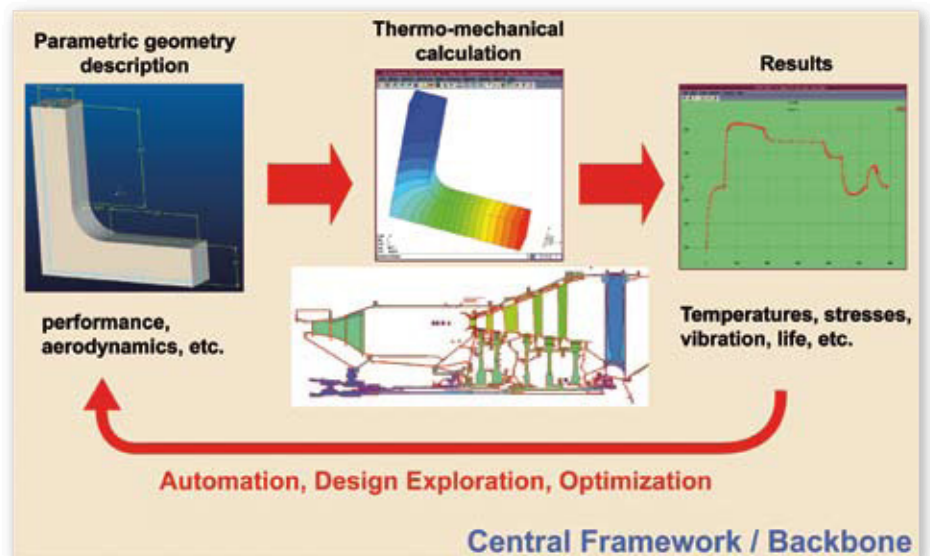 Parametric geometry
description
Thermo-mechanical
calculation
Results
performance,
aerodynamics, etc.
Temperatures, stresses,
vibration, life, etc.
Automation, Design Exploration, Optimization
Central Framework / Backbone